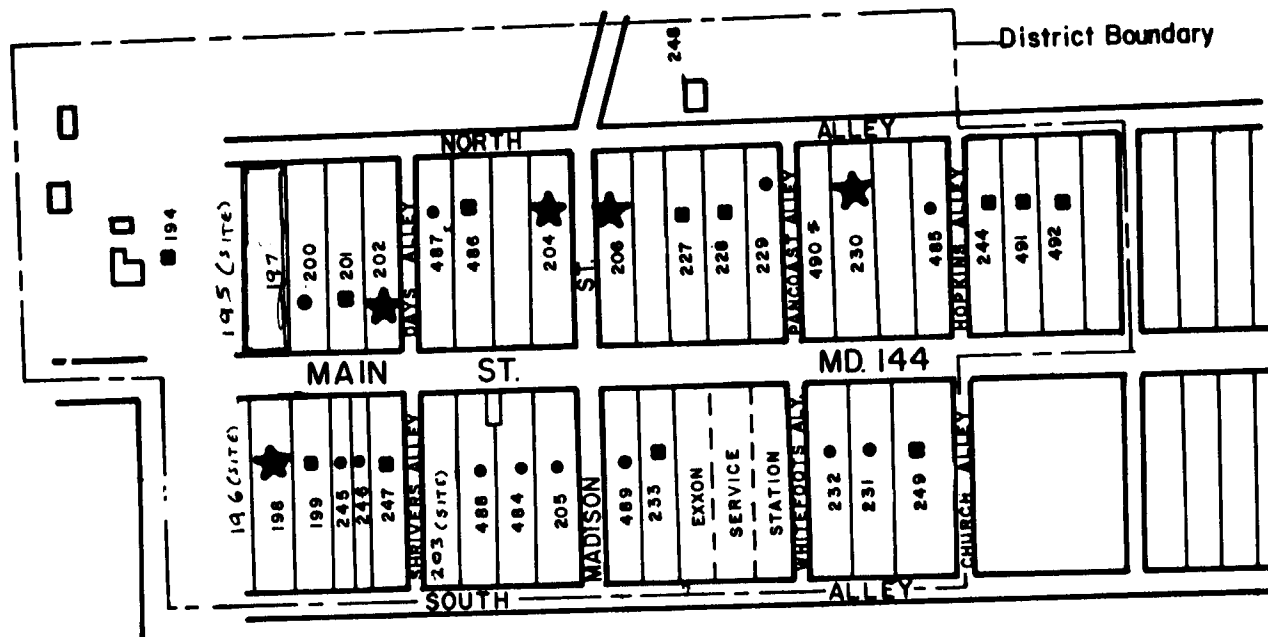 District Boundary
248
NORTH ALLEY
194
195 (SITE)
197
200
201
202
DAYS ALLEY
487
486
204
ST.
206
227
228
229
PANCOAST ALLEY
490
230
485
HOPKINS ALLEY
244
491
492
MAIN ST. MD. 144
196 (SITE)
198
199
245
246
247
SHRIVERS ALLEY
203 (SITE)
488
484
205
MADISON
489
233
EXXON
SERVICE
STATION
WHITEFOOTS ALY.
232
231
249
CHURCH ALLEY
SOUTH ALLEY